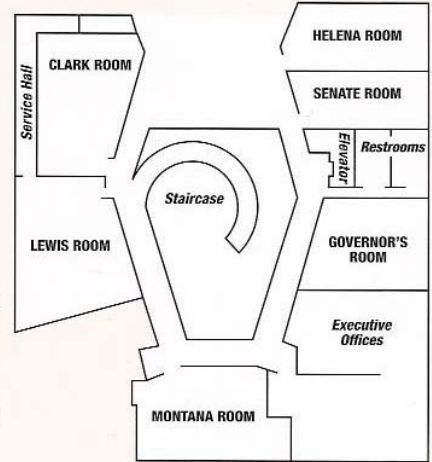 HELENA ROOM
CLARK ROOM
Service Hall
SENATE ROOM
Elevator
Restrooms
Staircase
LEWIS ROOM
GOVERNOR'S
ROOM
Executive
Offices
MONTANA ROOM